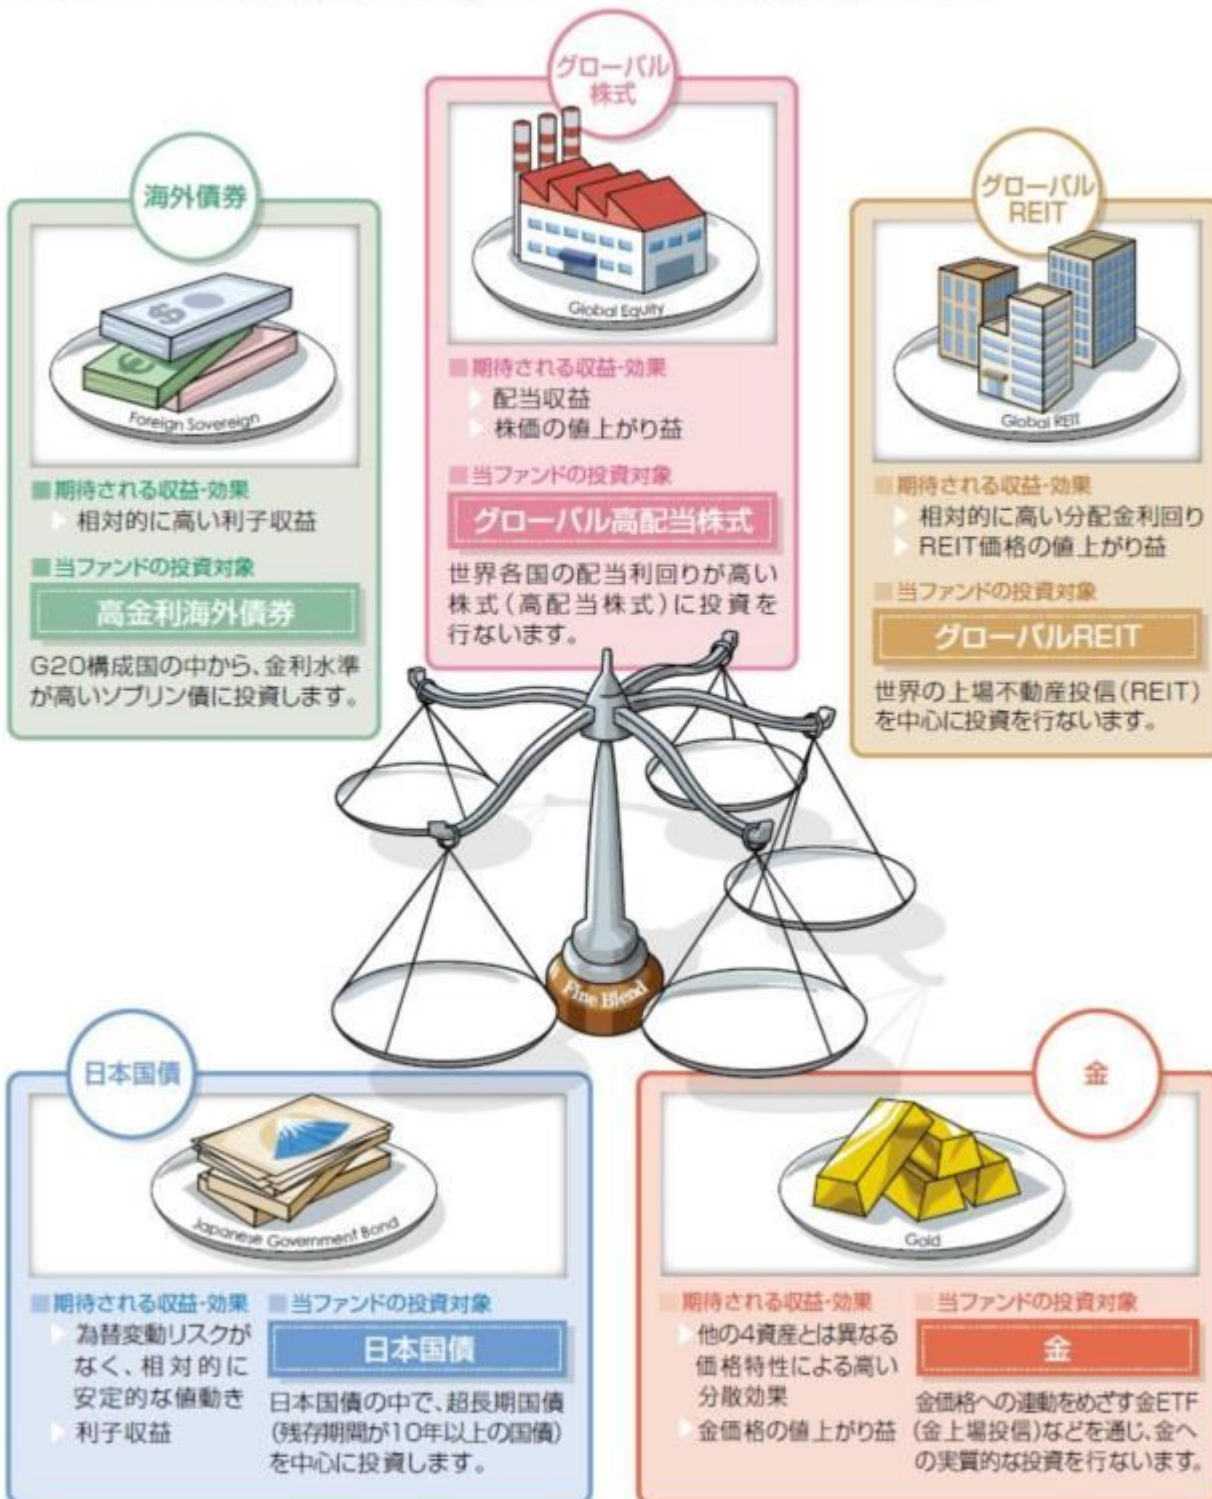 グローバル
株式
Global Equity
■期待される収益・効果
配当収益
株価の値上がり益
■当ファンドの投資対象
グローバル高配当株式
世界各国の配当利回りが高い
株式(高配当株式)に投資を
行ないます。
海外債券
Foreign Sovereign
■期待される収益・効果
相対的に高い利子収益
■当ファンドの投資対象
高金利海外債券
G20構成国の中から、金利水準
が高いソブリン債に投資します。
グローバル
REIT
Global REIT
■期待される収益・効果
相対的に高い分配金利回り
REIT価格の値上がり益
■当ファンドの投資対象
グローバルREIT
世界の上場不動産投信(REIT)
を中心に投資を行ないます。
Fine Blend
日本国債
Japanese Government Bond
■期待される収益・効果
為替変動リスクが
なく、相対的に
安定的な値動き
利子収益
■当ファンドの投資対象
日本国債
日本国債の中で、超長期国債
(残存期間が10年以上の国債)
を中心に投資します。
金
Gold
■期待される収益・効果
他の4資産とは異なる
価格特性による高い
分散効果
金価格の値上がり益
■当ファンドの投資対象
金
金価格への連動をめざす金ETF
(金上場投信)などを通じ、金へ
の実質的な投資を行ないます。